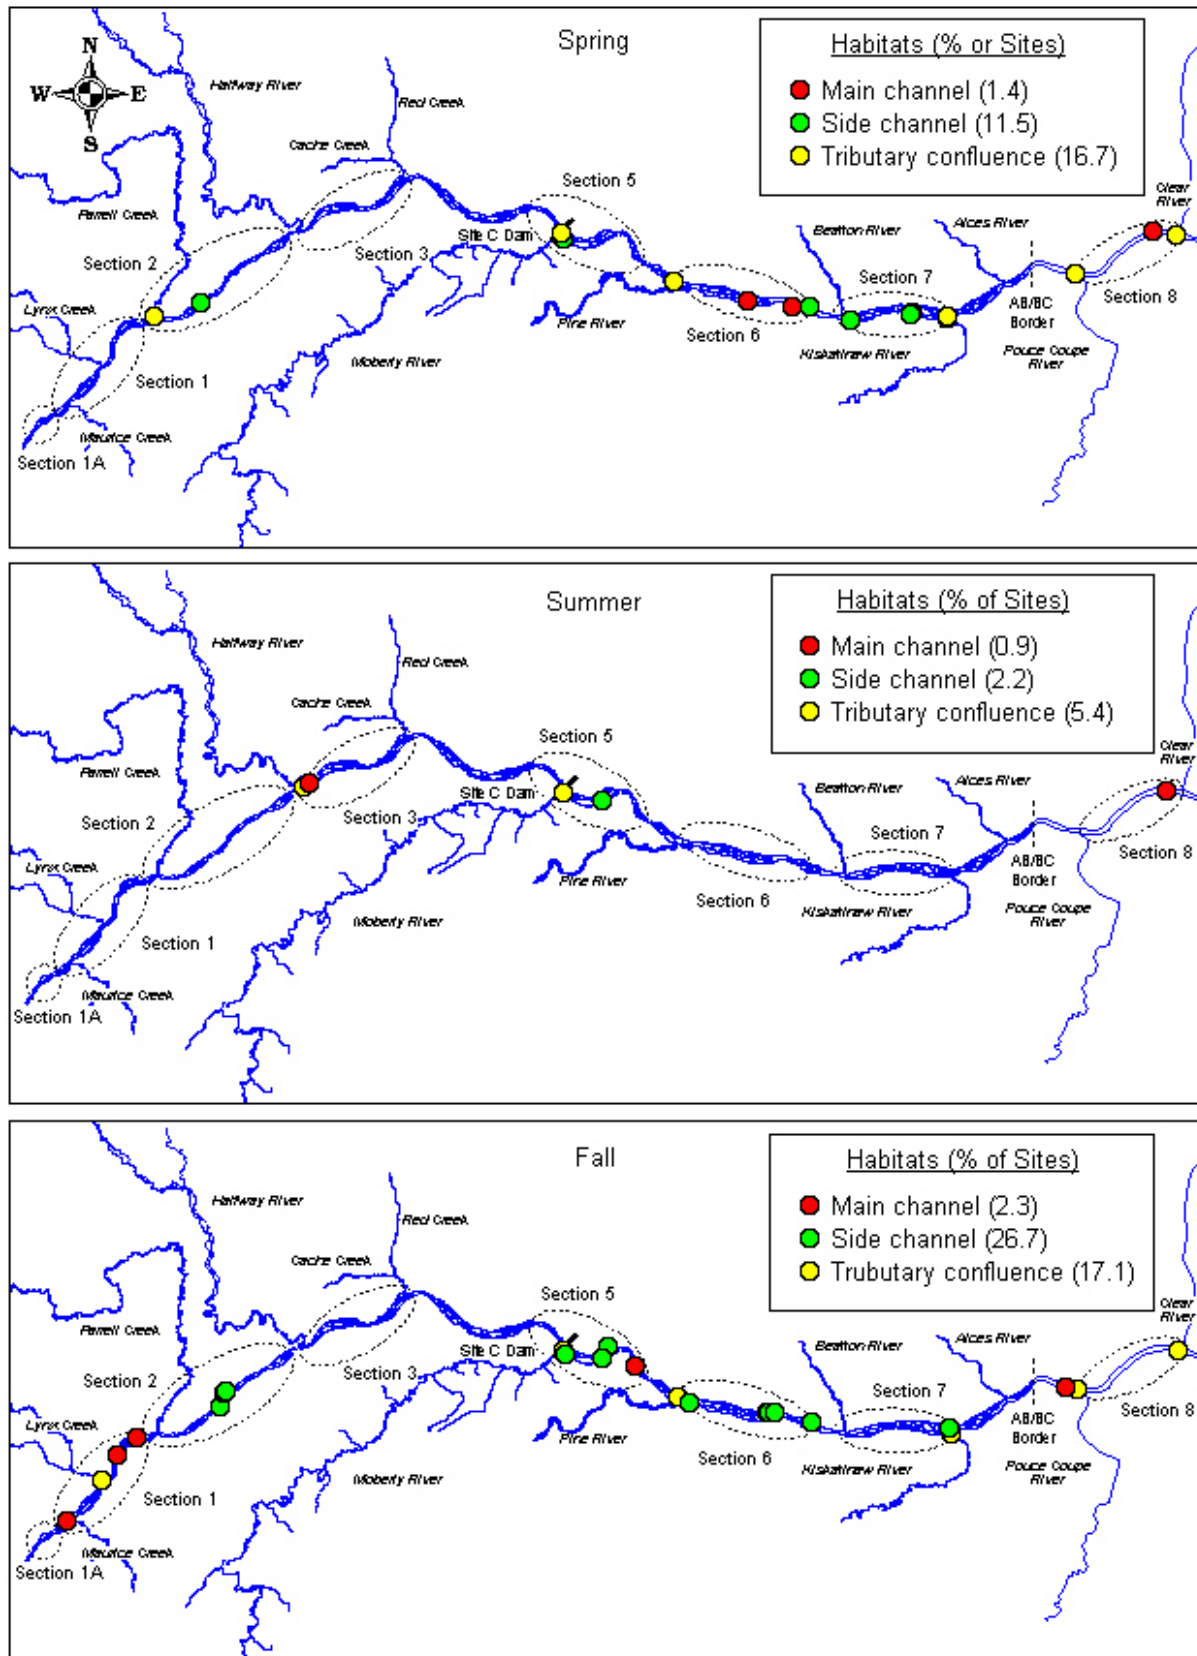 Spring
Habitats (% or Sites)
Main channel (1.4)
Side channel (11.5)
Tributary confluence (16.7)
N
W E
S
Halfway River
Red Creek
Cache Creek
Farrell Creek
Section 5
Site C Dam
Section 3
Section 2
Lynx Creek
Section 1
Maurice Creek
Section 1A
Moberly River
Pine River
Section 6
Beatton River
Section 7
Kiskatinaw River
Alces River
AB/BC
Border
Pouce Coupe
River
Clear
River
Section 8
Summer
Habitats (% of Sites)
Main channel (0.9)
Side channel (2.2)
Tributary confluence (5.4)
Halfway River
Red Creek
Cache Creek
Farrell Creek
Section 5
Site C Dam
Section 3
Section 2
Lynx Creek
Section 1
Maurice Creek
Section 1A
Moberly River
Pine River
Section 6
Beatton River
Section 7
Kiskatinaw River
Alces River
AB/BC
Border
Pouce Coupe
River
Clear
River
Section 8
Fall
Habitats (% of Sites)
Main channel (2.3)
Side channel (26.7)
Trubutary confluence (17.1)
Halfway River
Red Creek
Cache Creek
Farrell Creek
Section 5
Site C Dam
Section 3
Section 2
Lynx Creek
Section 1
Maurice Creek
Section 1A
Moberly River
Pine River
Section 6
Beatton River
Section 7
Kiskatinaw River
Alces River
AB/BC
Border
Pouce Coupe
River
Clear
River
Section 8